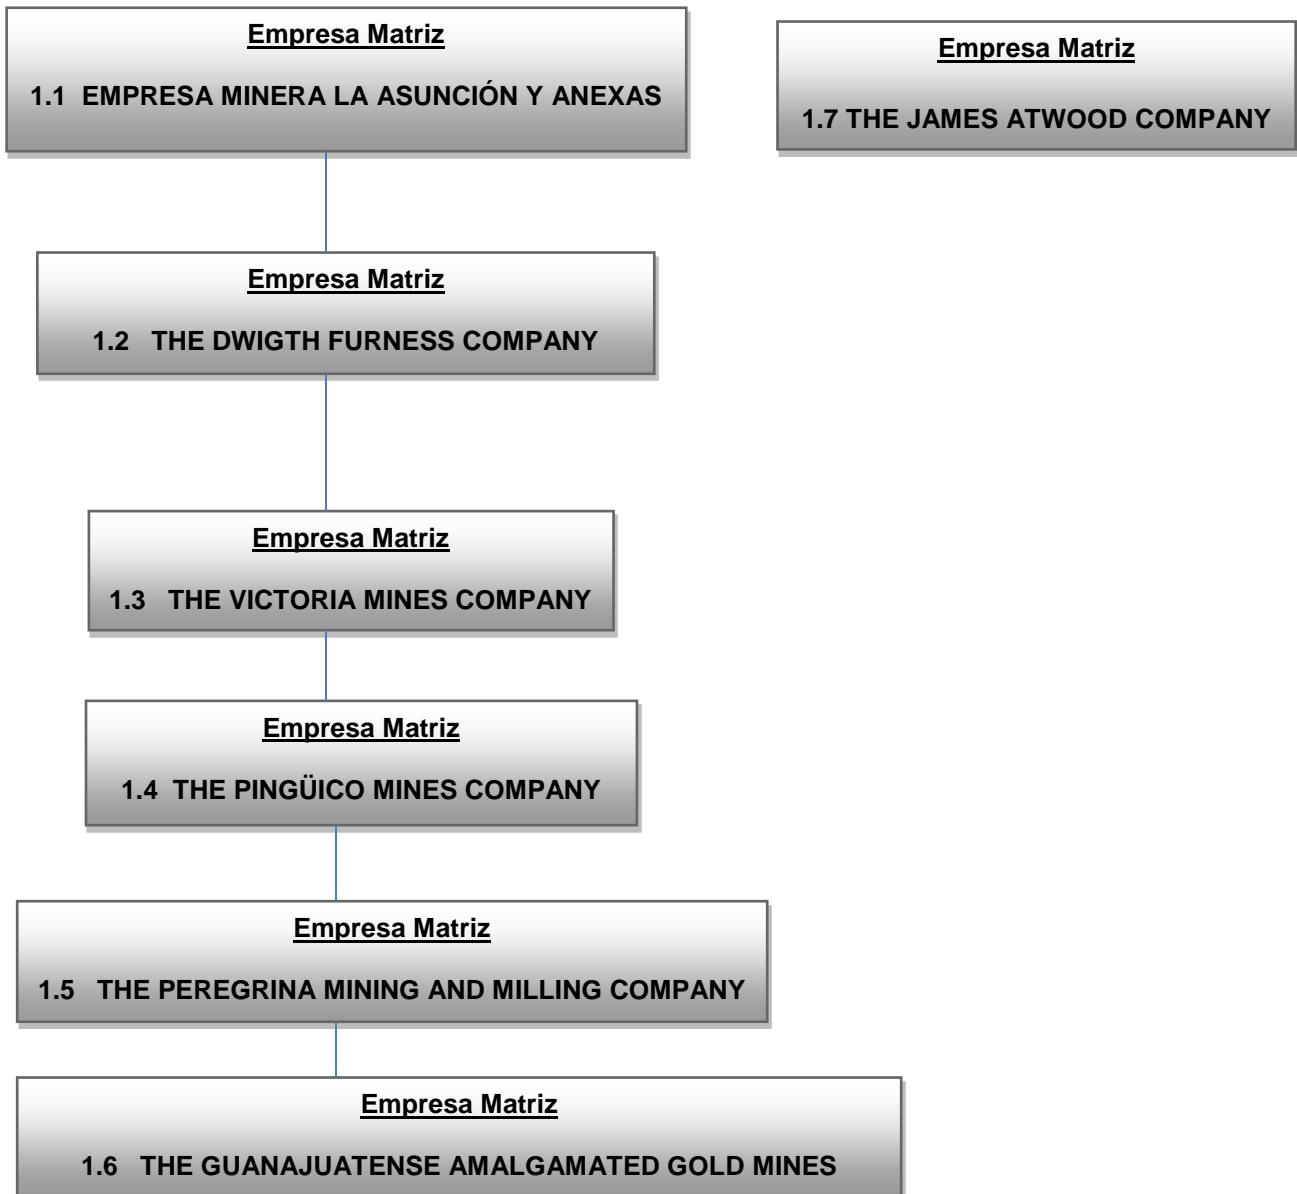 Empresa Matriz
1.1 EMPRESA MINERA LA ASUNCIÓN Y ANEXAS
Empresa Matriz
1.7 THE JAMES ATWOOD COMPANY
Empresa Matriz
1.2 THE DWIGTH FURNESS COMPANY
Empresa Matriz
1.3 THE VICTORIA MINES COMPANY
Empresa Matriz
1.4 THE PINGÜICO MINES COMPANY
Empresa Matriz
1.5 THE PEREGRINA MINING AND MILLING COMPANY
Empresa Matriz
1.6 THE GUANAJUATENSE AMALGAMATED GOLD MINES